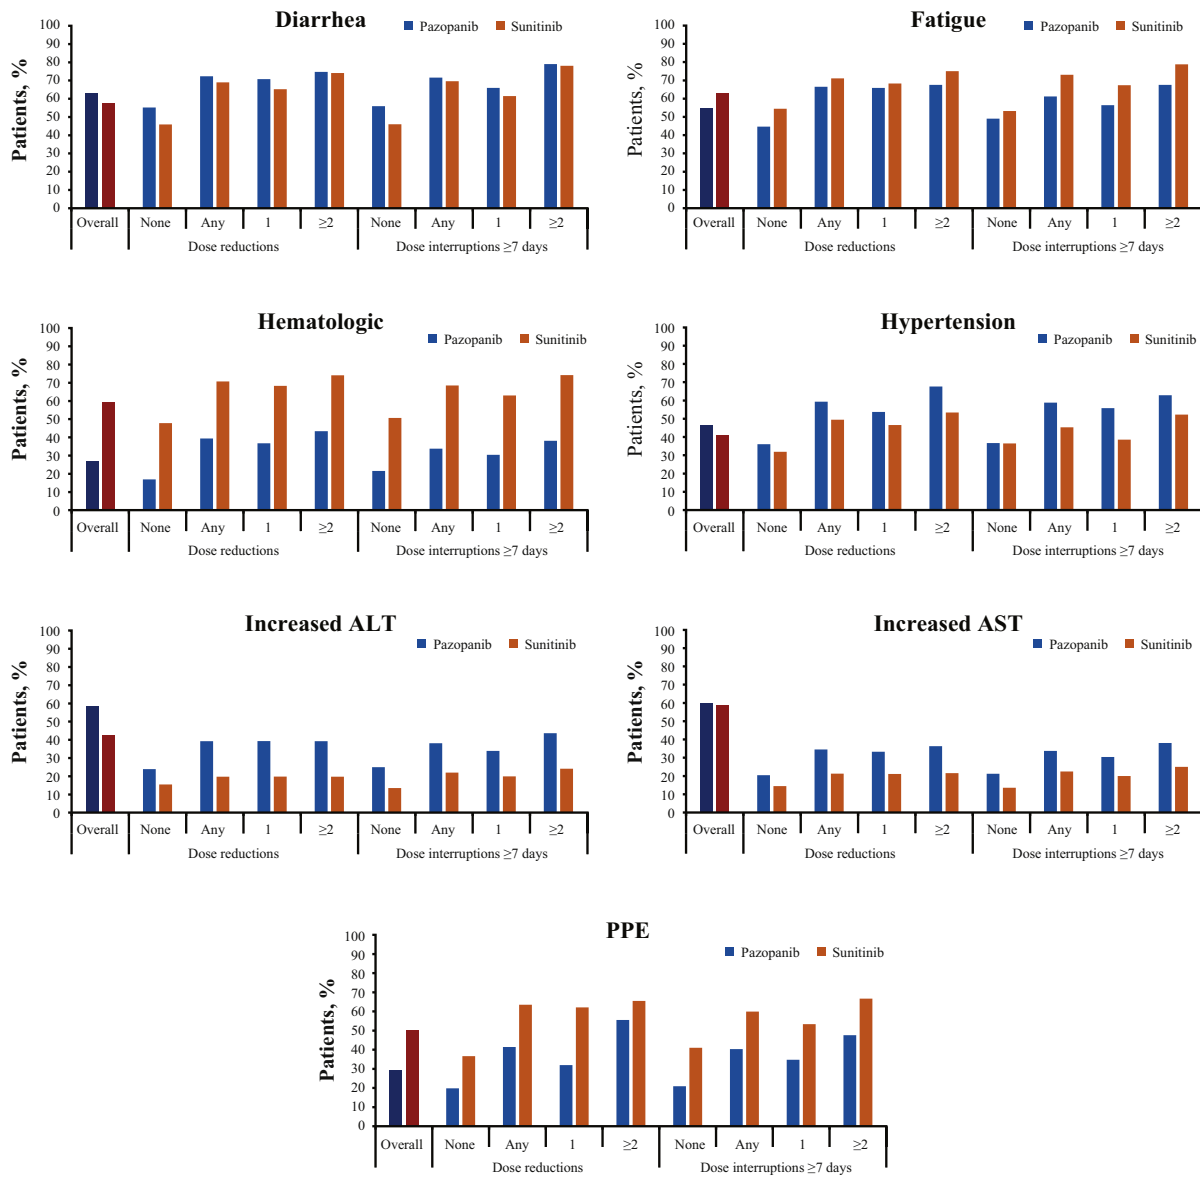 Diarrhea
Pazopanib Sunitinib
Patients, %
100
90
80
70
60
50
40
30
20
10
0
Overall None Any 1 ≥2 None Any 1 ≥2
Dose reductions Dose interruptions ≥7 days
Fatigue
Pazopanib Sunitinib
Patients, %
100
90
80
70
60
50
40
30
20
10
0
Overall None Any 1 ≥2 None Any 1 ≥2
Dose reductions Dose interruptions ≥7 days
Hematologic
Pazopanib Sunitinib
Patients, %
100
90
80
70
60
50
40
30
20
10
0
Overall None Any 1 ≥2 None Any 1 ≥2
Dose reductions Dose interruptions ≥7 days
Hypertension
Pazopanib Sunitinib
Patients, %
100
90
80
70
60
50
40
30
20
10
0
Overall None Any 1 ≥2 None Any 1 ≥2
Dose reductions Dose interruptions ≥7 days
Increased ALT
Pazopanib Sunitinib
Patients, %
100
90
80
70
60
50
40
30
20
10
0
Overall None Any 1 ≥2 None Any 1 ≥2
Dose reductions Dose interruptions ≥7 days
Increased AST
Pazopanib Sunitinib
Patients, %
100
90
80
70
60
50
40
30
20
10
0
Overall None Any 1 ≥2 None Any 1 ≥2
Dose reductions Dose interruptions ≥7 days
PPE
Pazopanib Sunitinib
Patients, %
100
90
80
70
60
50
40
30
20
10
0
Overall None Any 1 ≥2 None Any 1 ≥2
Dose reductions Dose interruptions ≥7 days